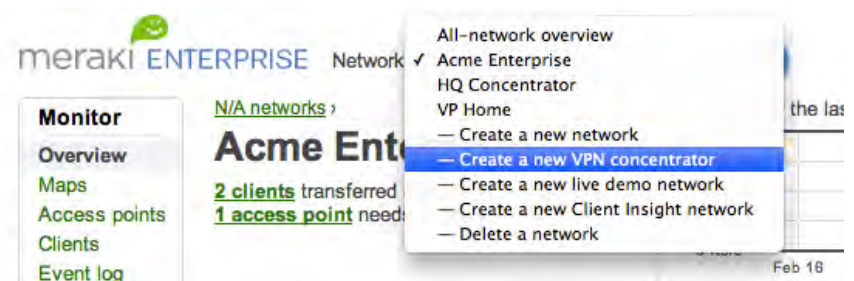 meraki ENTERPRISE Network
All-network overview
✓ Acme Enterprise
HQ Concentrator
VP Home
— Create a new network
— Create a new VPN concentrator
— Create a new live demo network
— Create a new Client Insight network
— Delete a network
Monitor
Overview
Maps
Access points
Clients
Event log
N/A networks ›
Acme Ent
2 clients transferred
1 access point need
the las
Feb 16